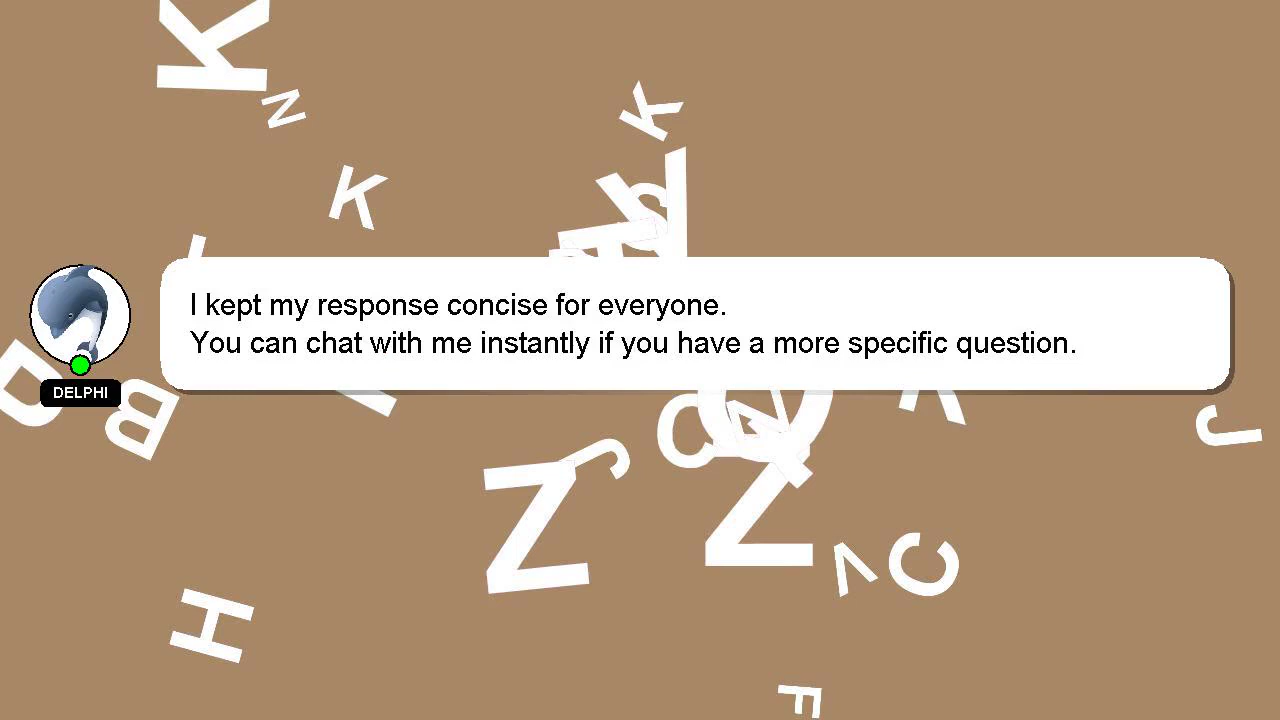 I kept my response concise for everyone.
You can chat with me instantly if you have a more specific question.
DELPHI
K
N
K
K
S
B
J
C
N
Z
Z
V
C
J
H
F